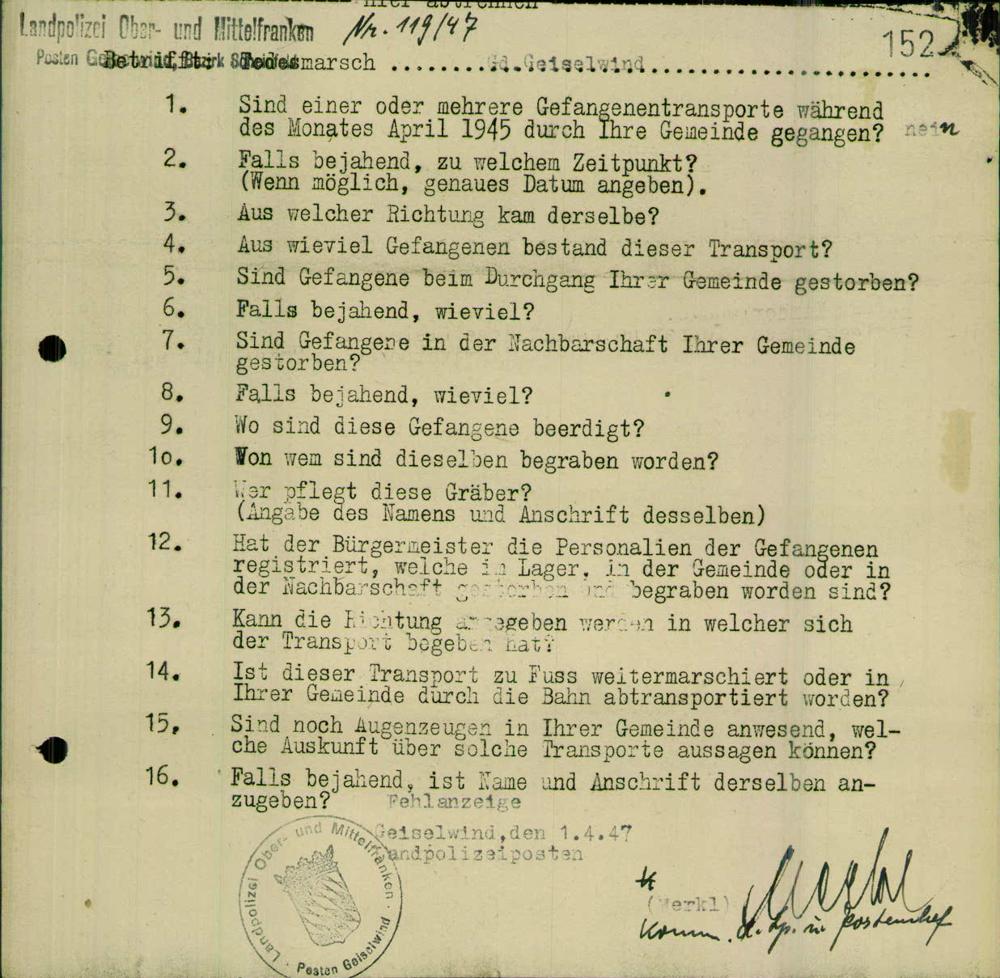 hier abtrennen
Landpolizei Ober- und Mittelfranken
Nr. 119/47
152
Posten Geiselwind, Bezirk
Betrifft: Todesmarsch .......Gd.Geiselwind..................
1. Sind einer oder mehrere Gefangenentransporte während
des Monates April 1945 durch Ihre Gemeinde gegangen? nein
2. Falls bejahend, zu welchem Zeitpunkt?
(Wenn möglich, genaues Datum angeben).
3. Aus welcher Richtung kam derselbe?
4. Aus wieviel Gefangenen bestand dieser Transport?
5. Sind Gefangene beim Durchgang Ihrer Gemeinde gestorben?
6. Falls bejahend, wieviel?
7. Sind Gefangene in der Nachbarschaft Ihrer Gemeinde
gestorben?
8. Falls bejahend, wieviel?
9. Wo sind diese Gefangene beerdigt?
1o. Von wem sind dieselben begraben worden?
11. Wer pflegt diese Gräber?
(Angabe des Namens und Anschrift desselben)
12. Hat der Bürgermeister die Personalien der Gefangenen
registriert, welche in Lager, in der Gemeinde oder in
der Nachbarschaft gestorben und begraben worden sind?
13. Kann die Richtung angegeben werden in welcher sich
der Transport begeben hat?
14. Ist dieser Transport zu Fuss weitermarschiert oder in
Ihrer Gemeinde durch die Bahn abtransportiert worden?
15. Sind noch Augenzeugen in Ihrer Gemeinde anwesend, wel-
che Auskunft über solche Transporte aussagen können?
16. Falls bejahend, ist Name und Anschrift derselben an-
zugeben? Fehlanzeige
Geiselwind,den 1.4.47
Landpolizeiposten
Landpolizei Ober- und Mittelfranken
Posten Geiselwind
Merkl
(Merkl)
Komm. d. Lp. u. Postenchef